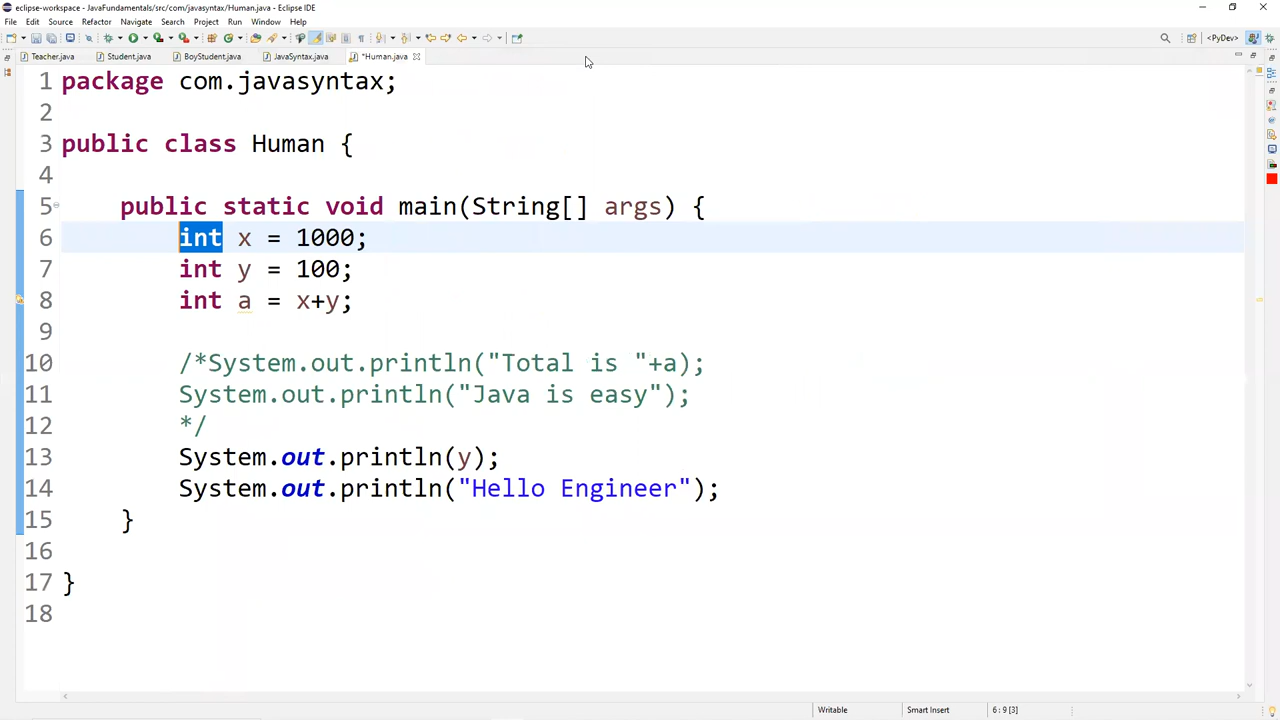 eclipse-workspace - JavaFundamentals/src/com/javasyntax/Human.java - Eclipse IDE
File Edit Source Refactor Navigate Search Project Run Window Help
<PyDev>
Teacher.java Student.java BoyStudent.java JavaSyntax.java *Human.java
1 package com.javasyntax;
2
3 public class Human {
4
5 public static void main(String[] args) {
6 int x = 1000;
7 int y = 100;
8 int a = x+y;
9
10 /*System.out.println("Total is "+a);
11 System.out.println("Java is easy");
12 */
13 System.out.println(y);
14 System.out.println("Hello Engineer");
15 }
16
17 }
18
Writable Smart Insert 6 : 9 [3]